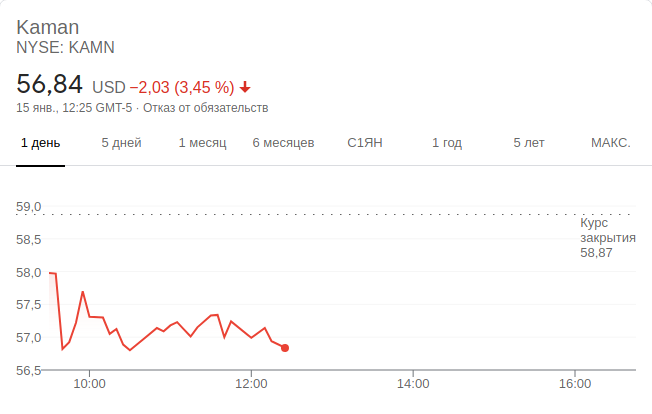 Kaman
NYSE: KAMN
56,84 USD −2,03 (3,45 %)
15 янв., 12:25 GMT-5 · Отказ от обязательств
1 день 5 дней 1 месяц 6 месяцев С1ЯН 1 год 5 лет МАКС.
59,0
Курс
58,5 закрытия
58,87
58,0
57,5
57,0
56,5
10:00 12:00 14:00 16:00